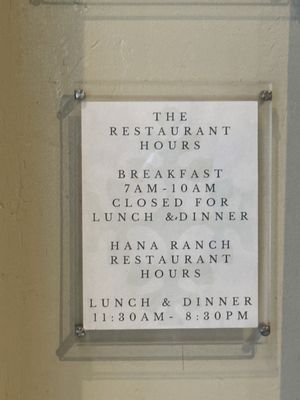 THE
RESTAURANT
HOURS
BREAKFAST
7AM-10AM
CLOSED FOR
LUNCH &DINNER
HANA RANCH
RESTAURANT
HOURS
LUNCH & DINNER
11:30AM- 8:30PM